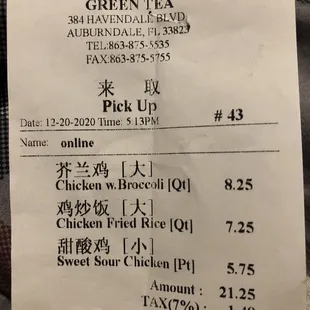 GREEN TEA
384 HAVENDALE BLVD
AUBURNDALE, FL 33823
TEL:863-875-5535
FAX:863-875-5755
来 取
Pick Up
# 43
Date: 12-20-2020 Time: 5:13PM
Name: online
芥兰鸡 [大]
Chicken w.Broccoli [Qt] 8.25
鸡炒饭 [大]
Chicken Fried Rice [Qt] 7.25
甜酸鸡 [小]
Sweet Sour Chicken [Pt] 5.75
Amount : 21.25
TAX(7%) : 1.49